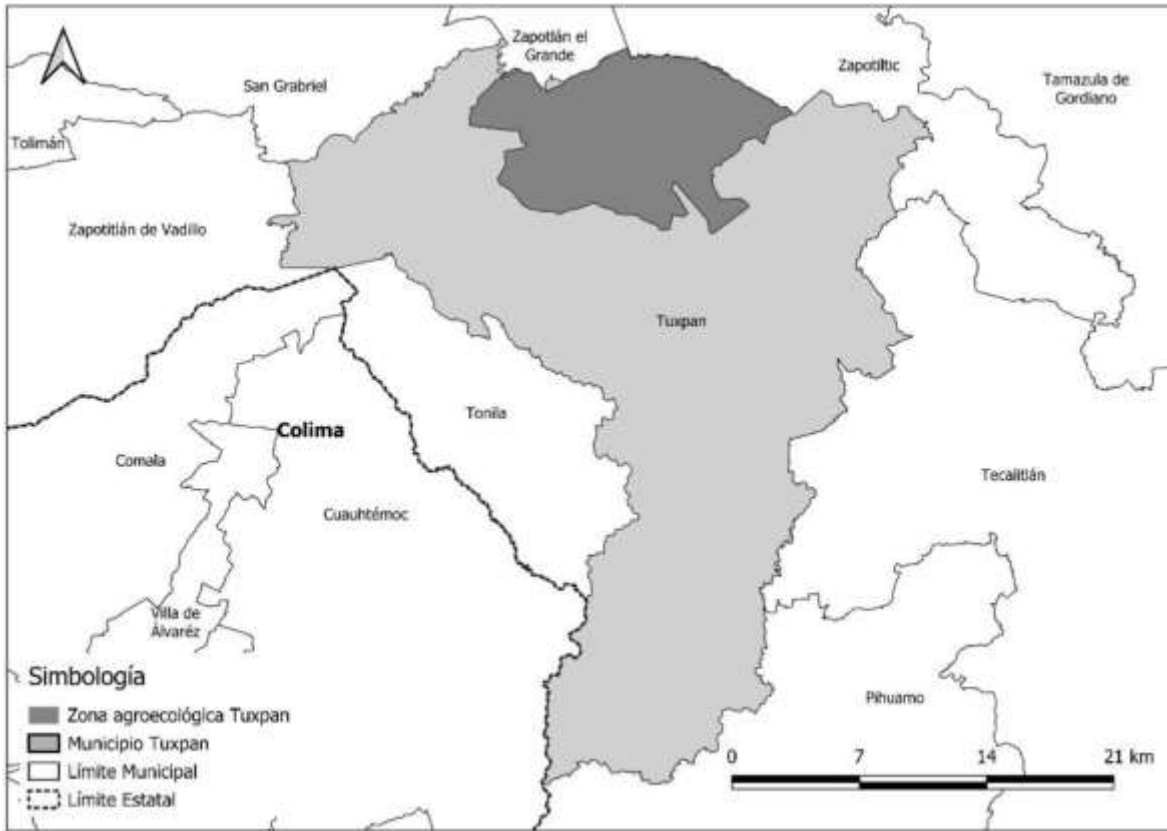 Zapotlán el
Grande
Zapotiltic
San Grabriel
Tamazula de
Gordiano
Tolimán
Zapotitlán de Vadillo
Tuxpan
Tonila
Colima
Comala
Tecalitlán
Cuauhtémoc
Villa de
Álvaréz
Pihuamo
Simbología
Zona agroecológica Tuxpan
Municipio Tuxpan
Límite Municipal
Límite Estatal
0 7 14 21 km